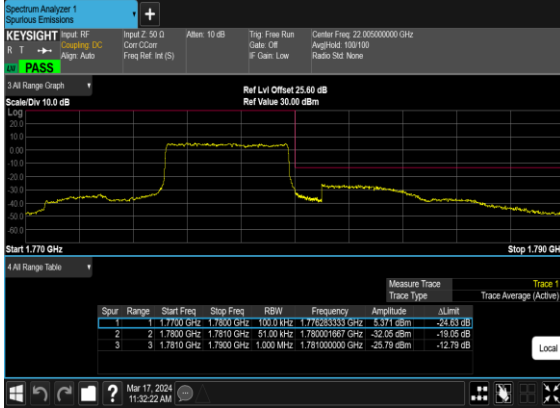 Spectrum Analyzer 1
Spurious Emissions
+
KEYSIGHT Input: RF Input Z: 50 Ω Atten: 10 dB Trig: Free Run Center Freq: 22.005000000 GHz
R T Coupling: DC Corr CCorr Gate: Off Avg|Hold: 100/100
Align: Auto Freq Ref: Int (S) IF Gain: Low Radio Std: None
LXI PASS
3 All Range Graph
Ref Lvl Offset 25.60 dB
Scale/Div 10.0 dB Ref Value 30.00 dBm
Log
20.0
10.0
0.00
-10.0
-20.0
-30.0
-40.0
-50.0
-60.0
Start 1.770 GHz Stop 1.790 GH
4 All Range Table
Measure Trace Trace 1
Trace Type Trace Average (Active)
Spur Range Start Freq Stop Freq RBW Frequency Amplitude ΔLimit
1 1 1.7700 GHz 1.7800 GHz 100.0 kHz 1.776283333 GHz 5.371 dBm -24.63 dB
2 2 1.7800 GHz 1.7810 GHz 51.00 kHz 1.780001667 GHz -32.05 dBm -19.05 dB
3 3 1.7810 GHz 1.7900 GHz 1.000 MHz 1.781000000 GHz -25.79 dBm -12.79 dB
Local
?
Mar 17, 2024
11:32:22 AM